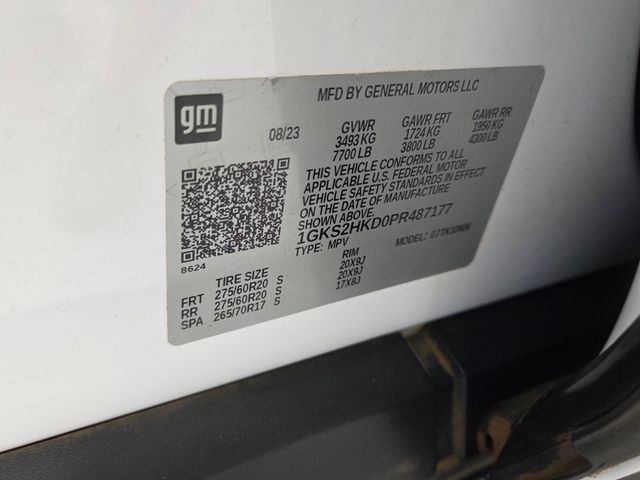 MFD BY GENERAL MOTORS LLC
gm
08/23 GVWR GAWR FRT GAWR RR
3493 KG 1724 KG 1950 KG
7700 LB 3800 LB 4300 LB
THIS VEHICLE CONFORMS TO ALL
APPLICABLE U.S. FEDERAL MOTOR
VEHICLE SAFETY STANDARDS IN EFFECT
ON THE DATE OF MANUFACTURE
SHOWN ABOVE.
1GKS2HKD0PR487177
TYPE: MPV MODEL: 07TK10906
8624
TIRE SIZE RIM
FRT 275/60R20 S 20X9J
RR 275/60R20 S 20X9J
SPA 265/70R17 S 17X8J